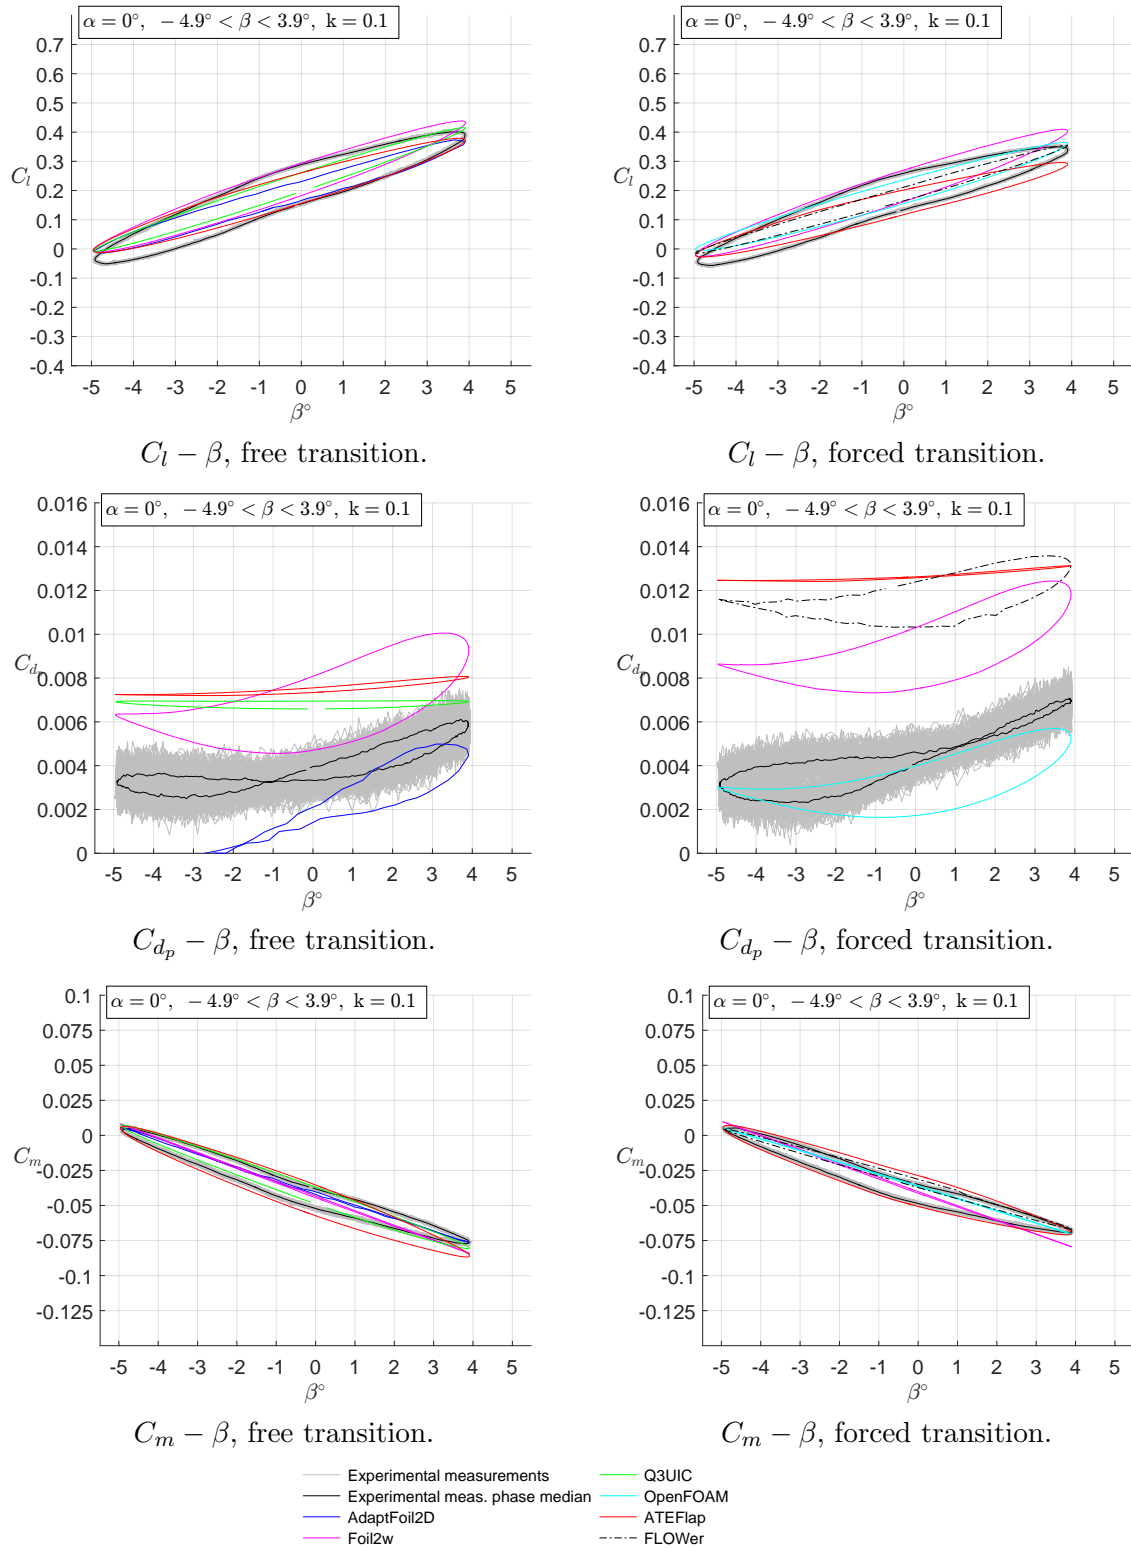 α = 0°, − 4.9° < β < 3.9°, k = 0.1
0.7
0.6
0.5
0.4
0.3
0.2
0.1
0
-0.1
-0.2
-0.3
-0.4
C_l
-5 -4 -3 -2 -1 0 1 2 3 4 5
β°
C_l − β, free transition.
α = 0°, − 4.9° < β < 3.9°, k = 0.1
0.7
0.6
0.5
0.4
0.3
0.2
0.1
0
-0.1
-0.2
-0.3
-0.4
C_l
-5 -4 -3 -2 -1 0 1 2 3 4 5
β°
C_l − β, forced transition.
α = 0°, − 4.9° < β < 3.9°, k = 0.1
0.016
0.014
0.012
0.01
0.008
0.006
0.004
0.002
0
C_{d_p}
-5 -4 -3 -2 -1 0 1 2 3 4 5
β°
C_{d_p} − β, free transition.
α = 0°, − 4.9° < β < 3.9°, k = 0.1
0.016
0.014
0.012
0.01
0.008
0.006
0.004
0.002
0
C_{d_p}
-5 -4 -3 -2 -1 0 1 2 3 4 5
β°
C_{d_p} − β, forced transition.
α = 0°, − 4.9° < β < 3.9°, k = 0.1
0.1
0.075
0.05
0.025
0
-0.025
-0.05
-0.075
-0.1
-0.125
C_m
-5 -4 -3 -2 -1 0 1 2 3 4 5
β°
C_m − β, free transition.
α = 0°, − 4.9° < β < 3.9°, k = 0.1
0.1
0.075
0.05
0.025
0
-0.025
-0.05
-0.075
-0.1
-0.125
C_m
-5 -4 -3 -2 -1 0 1 2 3 4 5
β°
C_m − β, forced transition.
Experimental measurements
Experimental meas. phase median
AdaptFoil2D
Foil2w
Q3UIC
OpenFOAM
ATEFlap
FLOWer